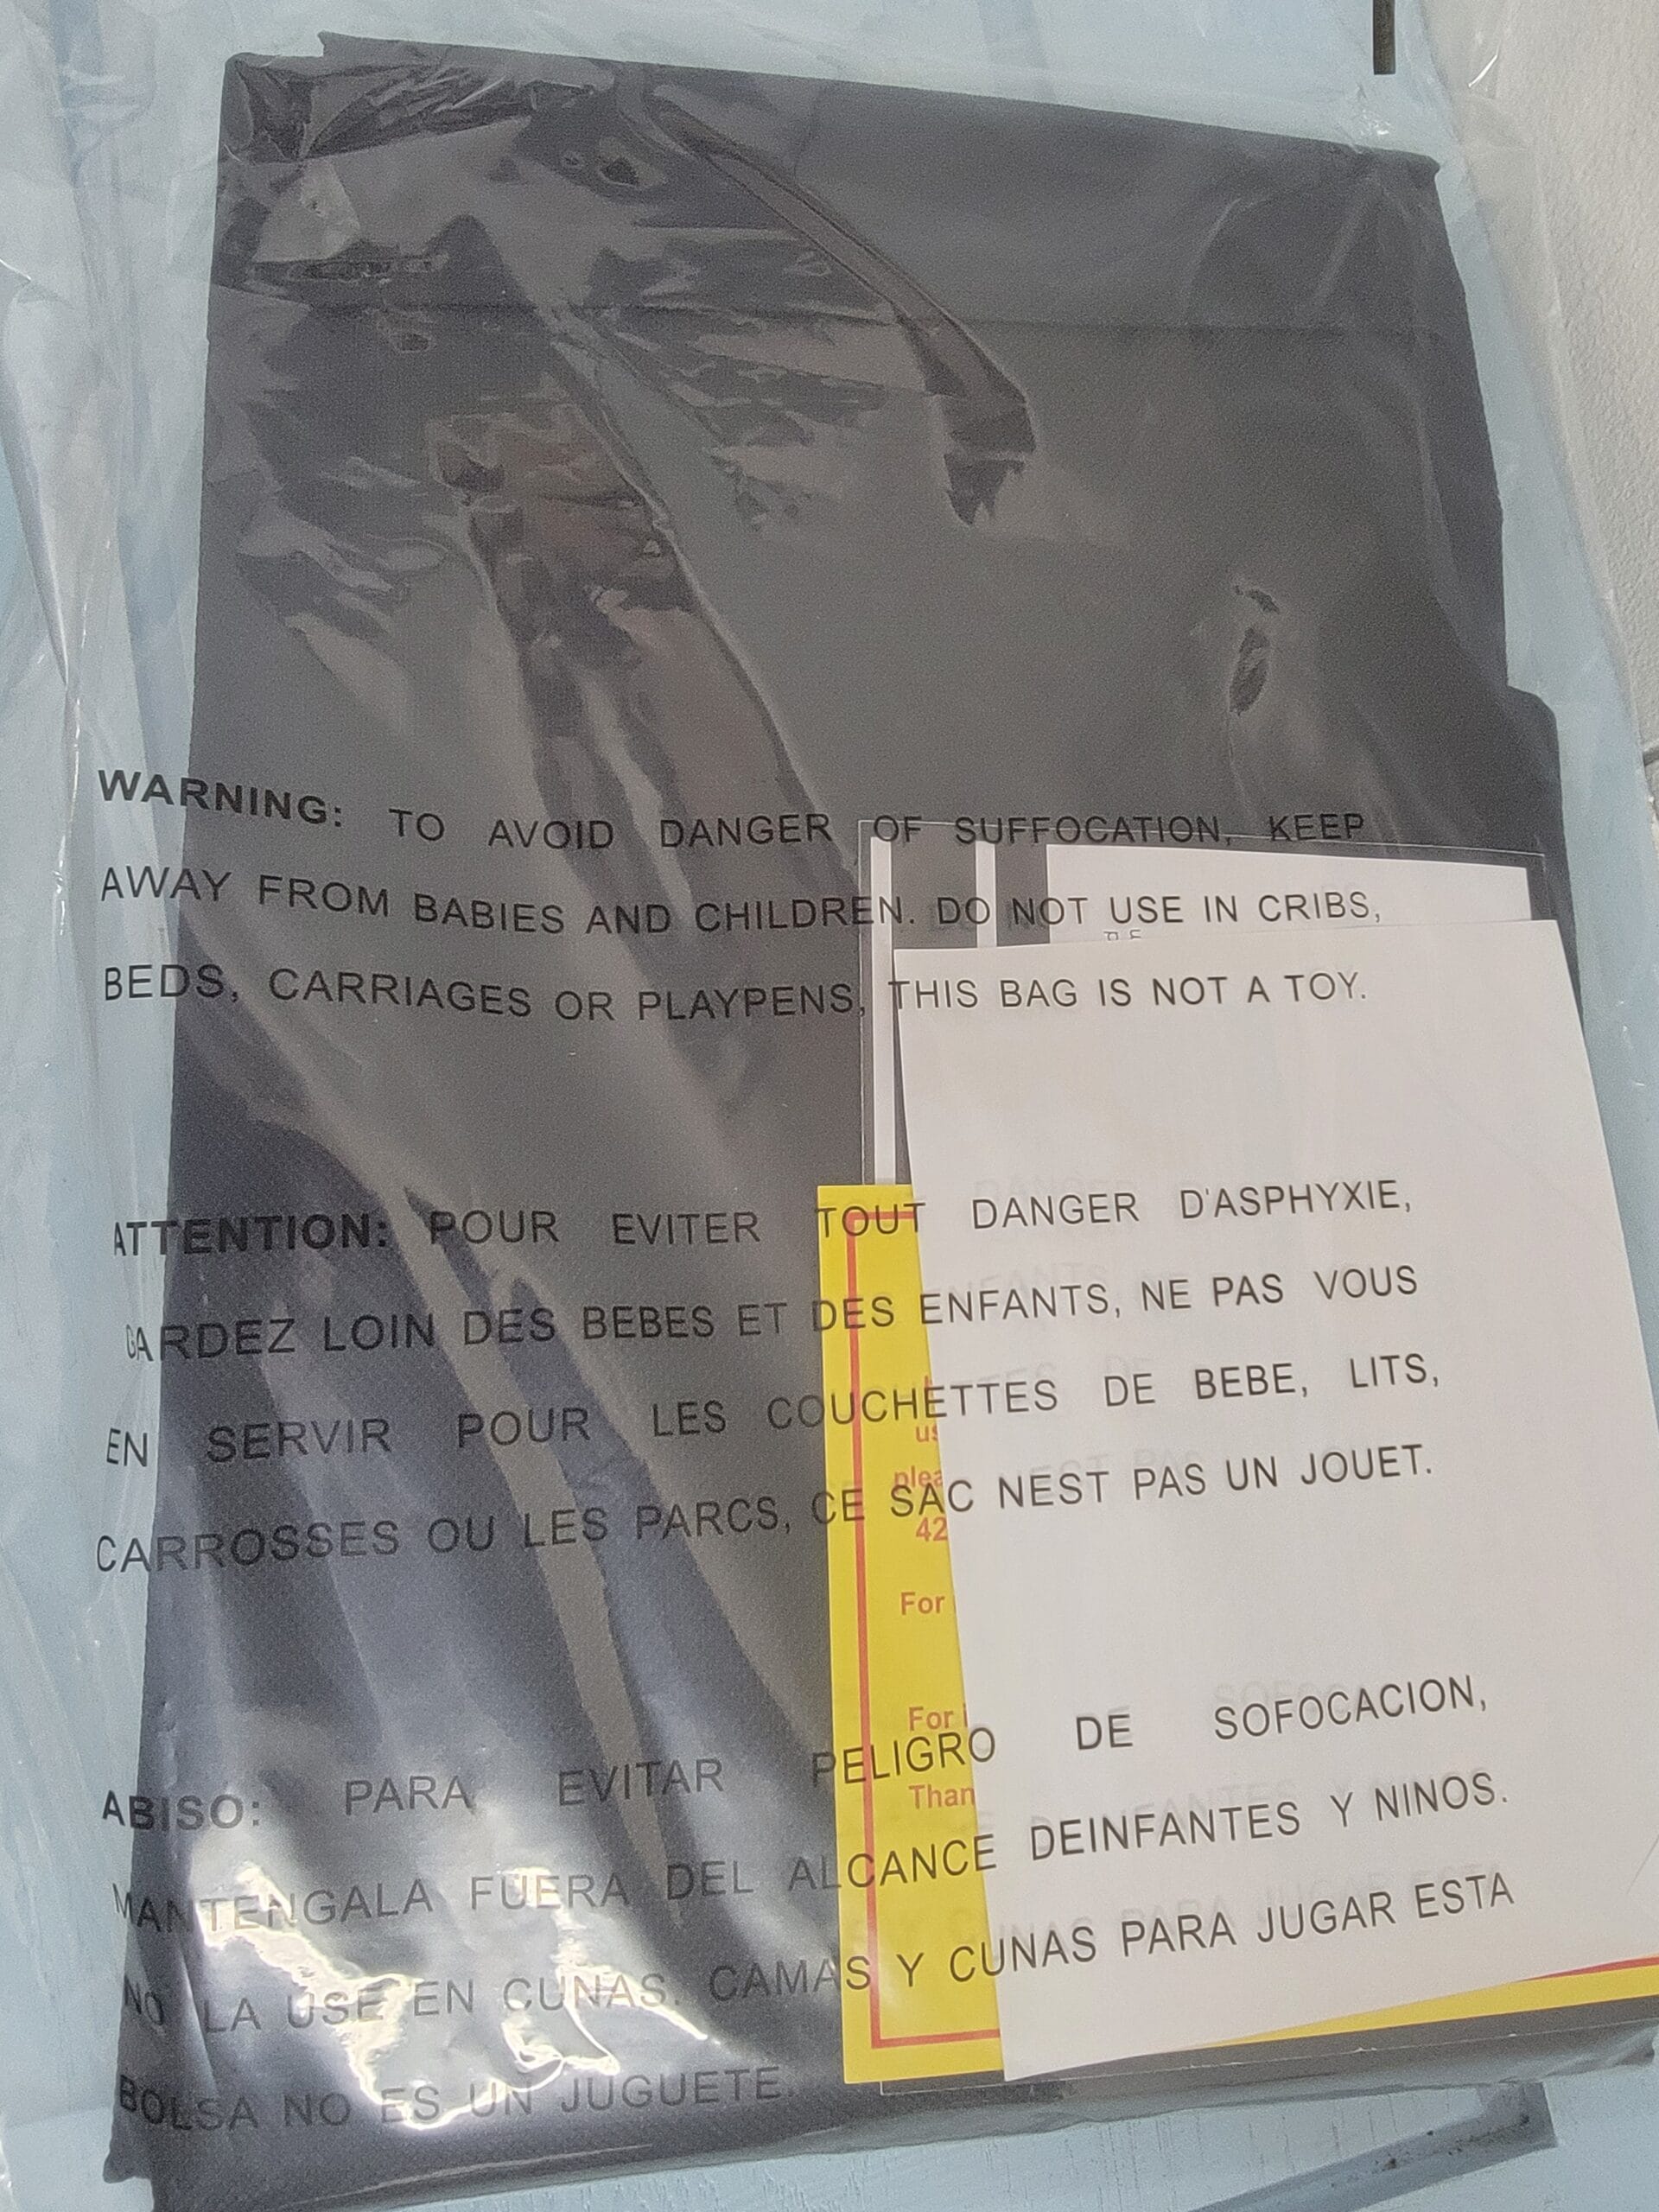 WARNING: TO AVOID DANGER OF SUFFOCATION, KEEP
AWAY FROM BABIES AND CHILDREN. DO NOT USE IN CRIBS,
BEDS, CARRIAGES OR PLAYPENS, THIS BAG IS NOT A TOY.
ATTENTION: POUR EVITER TOUT DANGER D'ASPHYXIE,
GARDEZ LOIN DES BEBES ET DES ENFANTS, NE PAS VOUS
EN SERVIR POUR LES COUCHETTES DE BEBE, LITS,
CARROSSES OU LES PARCS, CE SAC NEST PAS UN JOUET.
ABISO: PARA EVITAR PELIGRO DE SOFOCACION,
MANTENGALA FUERA DEL ALCANCE DEINFANTES Y NINOS.
NO LA USE EN CUNAS. CAMAS Y CUNAS PARA JUGAR ESTA
BOLSA NO ES UN JUGUETE.
42
For
For